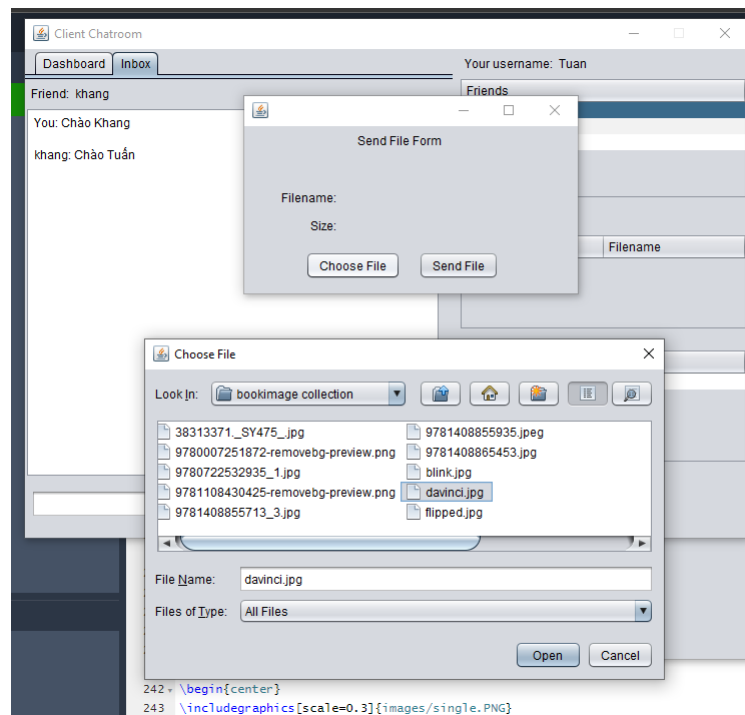 Client Chatroom
Dashboard
Inbox
Your username: Tuan
Friend: khang
Friends
You: Chào Khang
khang: Chào Tuấn
Send File Form
Filename:
Size:
Choose File
Send File
Filename
Choose File
Look In:
bookimage collection
38313371._SY475_.jpg
9780007251872-removebg-preview.png
9780722532935_1.jpg
9781108430425-removebg-preview.png
9781408855713_3.jpg
9781408855935.jpeg
9781408865453.jpg
blink.jpg
davinci.jpg
flipped.jpg
File Name:
davinci.jpg
Files of Type:
All Files
Open
Cancel
242
\begin{center}
243
\includegraphics[scale=0.3]{images/single.PNG}